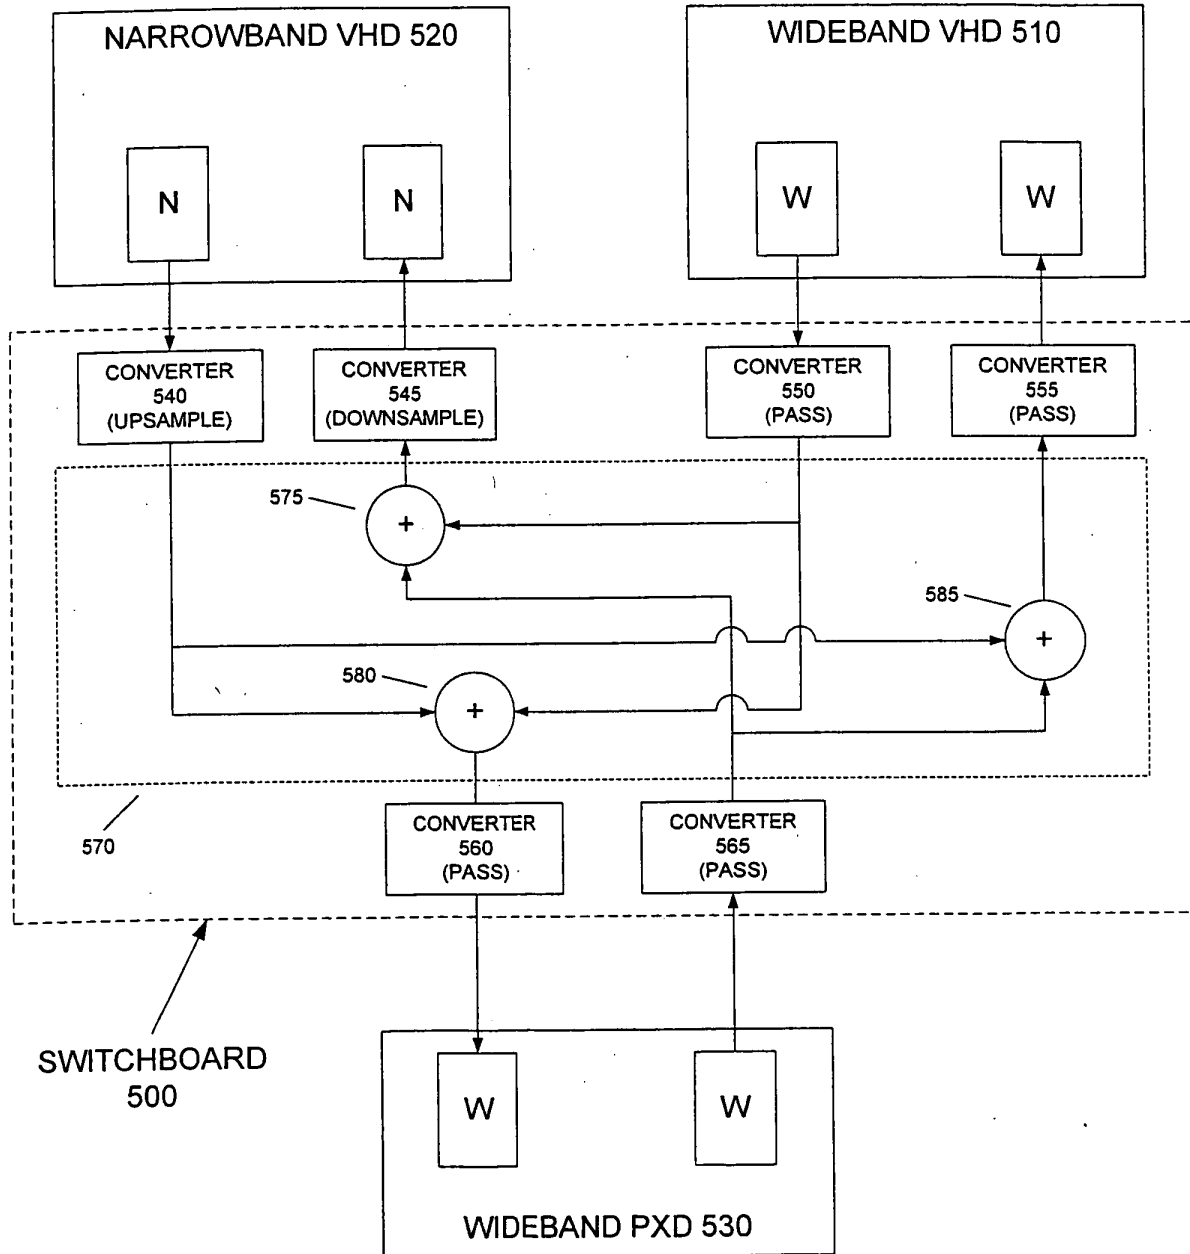 NARROWBAND VHD 520
WIDEBAND VHD 510
N
N
W
W
CONVERTER
540
(UPSAMPLE)
CONVERTER
545
(DOWNSAMPLE)
CONVERTER
550
(PASS)
CONVERTER
555
(PASS)
575
+
585
+
580
+
570
CONVERTER
560
(PASS)
CONVERTER
565
(PASS)
SWITCHBOARD
500
W
W
WIDEBAND PXD 530